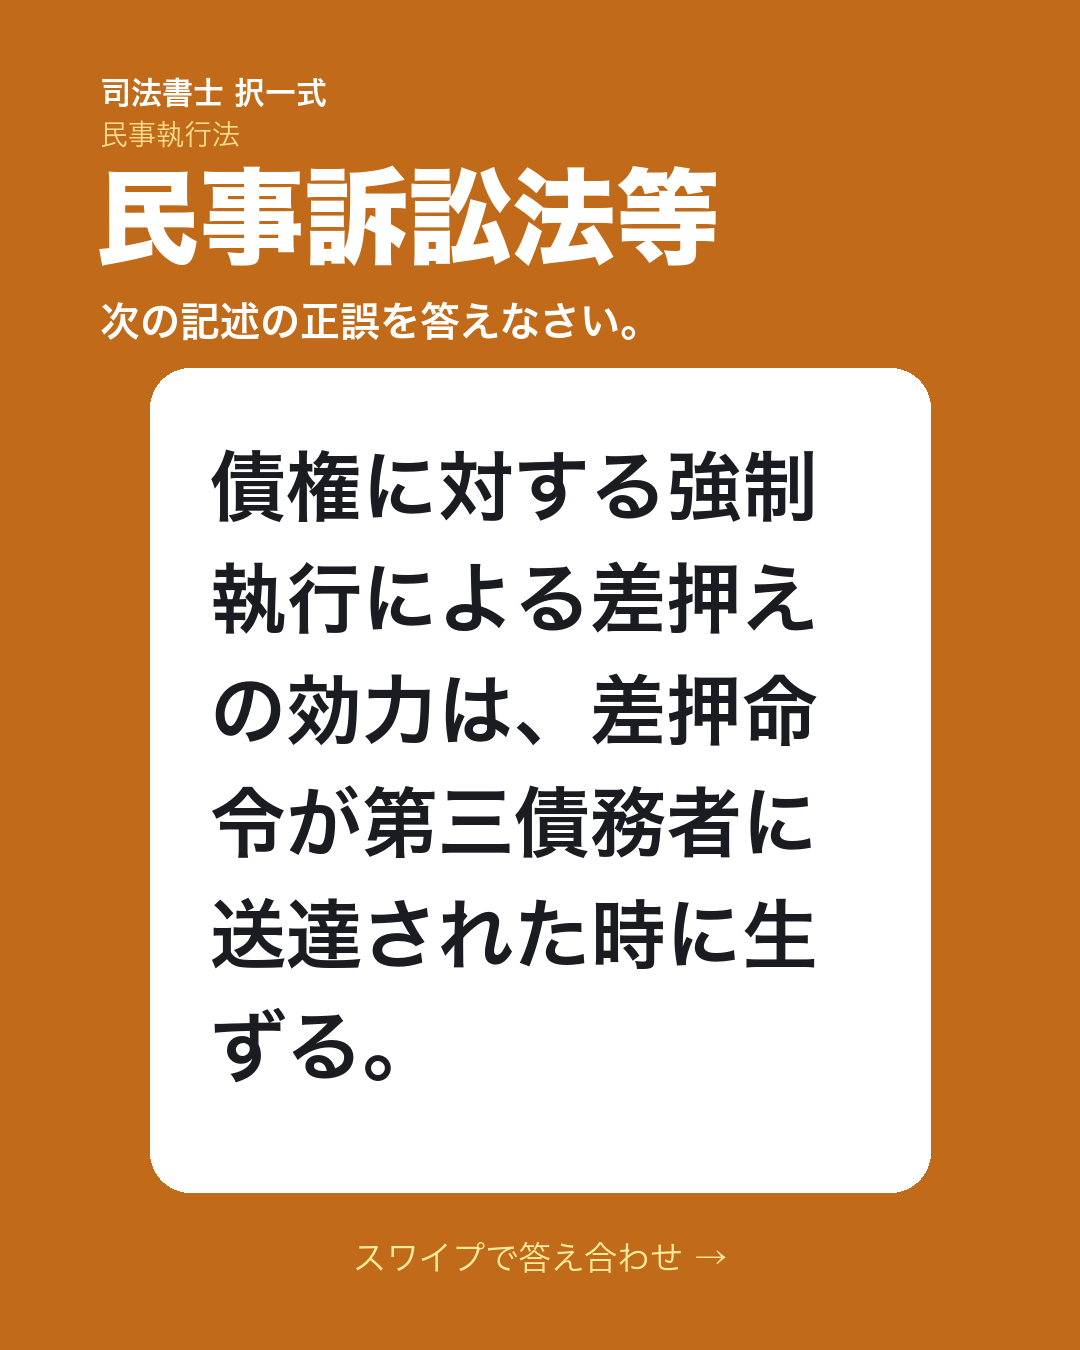 司法書士 択一式
民事執行法
民事訴訟法等
次の記述の正誤を答えなさい。
債権に対する強制
執行による差押え
の効力は、差押命
令が第三債務者に
送達された時に生
ずる。
スワイプで答え合わせ →